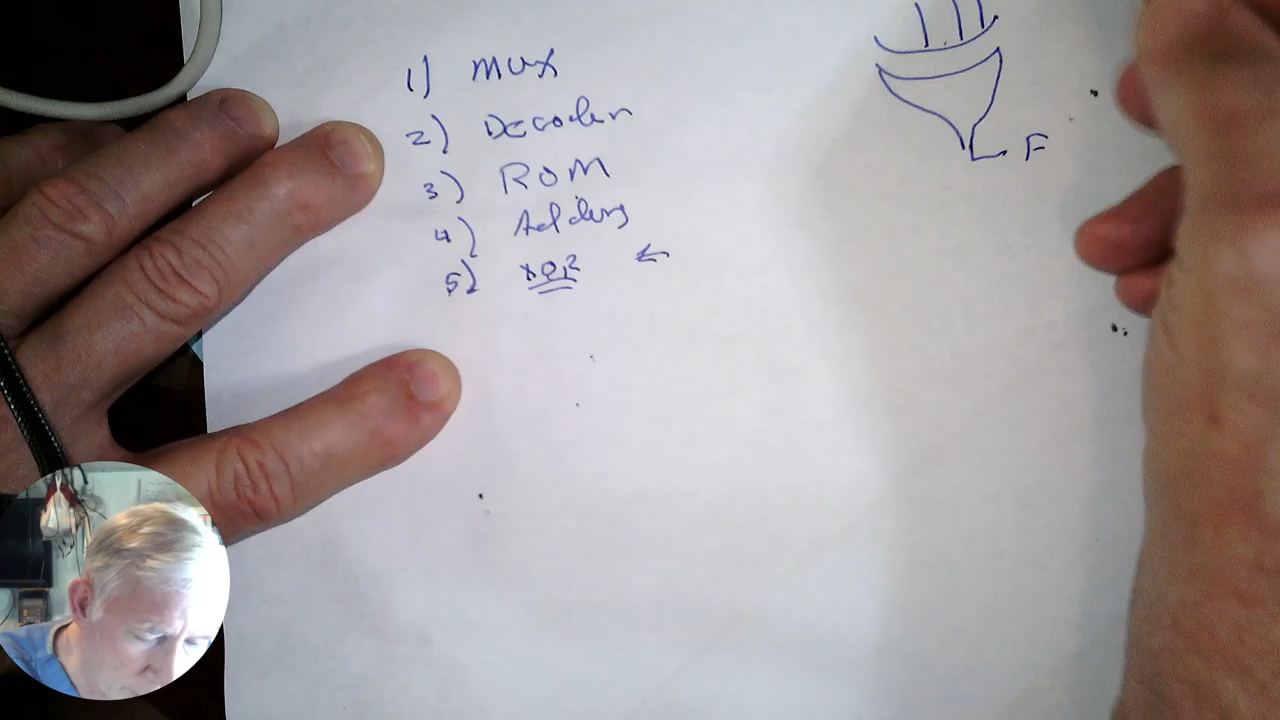 1) mux
2) Decoder
3) ROM
4) Adders
5) XOR ←
F